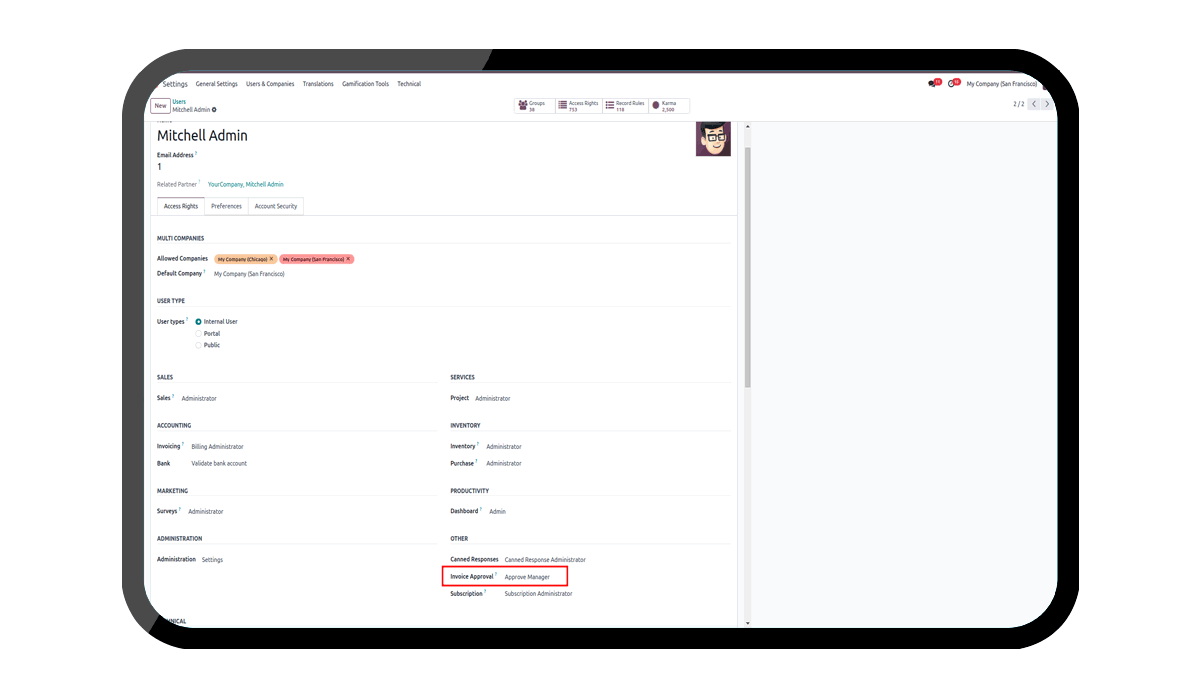 Settings General Settings Users & Companies Translations Gamification Tools Technical My Company (San Francisco)
New Users
Mitchell Admin
Groups 38 Access Rights 753 Record Rules 118 Karma 2,500
2 / 2
Mitchell Admin
Email Address ?
1
Related Partner ? YourCompany, Mitchell Admin
Access Rights Preferences Account Security
MULTI COMPANIES
Allowed Companies My Company (Chicago) × My Company (San Francisco) ×
Default Company ? My Company (San Francisco)
USER TYPE
User types ? Internal User
Portal
Public
SALES
Sales ? Administrator
SERVICES
Project Administrator
ACCOUNTING
Invoicing ? Billing Administrator
Bank Validate bank account
INVENTORY
Inventory ? Administrator
Purchase ? Administrator
MARKETING
Surveys ? Administrator
PRODUCTIVITY
Dashboard ? Admin
ADMINISTRATION
Administration Settings
OTHER
Canned Responses Canned Response Administrator
Invoice Approval ? Approve Manager
Subscription ? Subscription Administrator